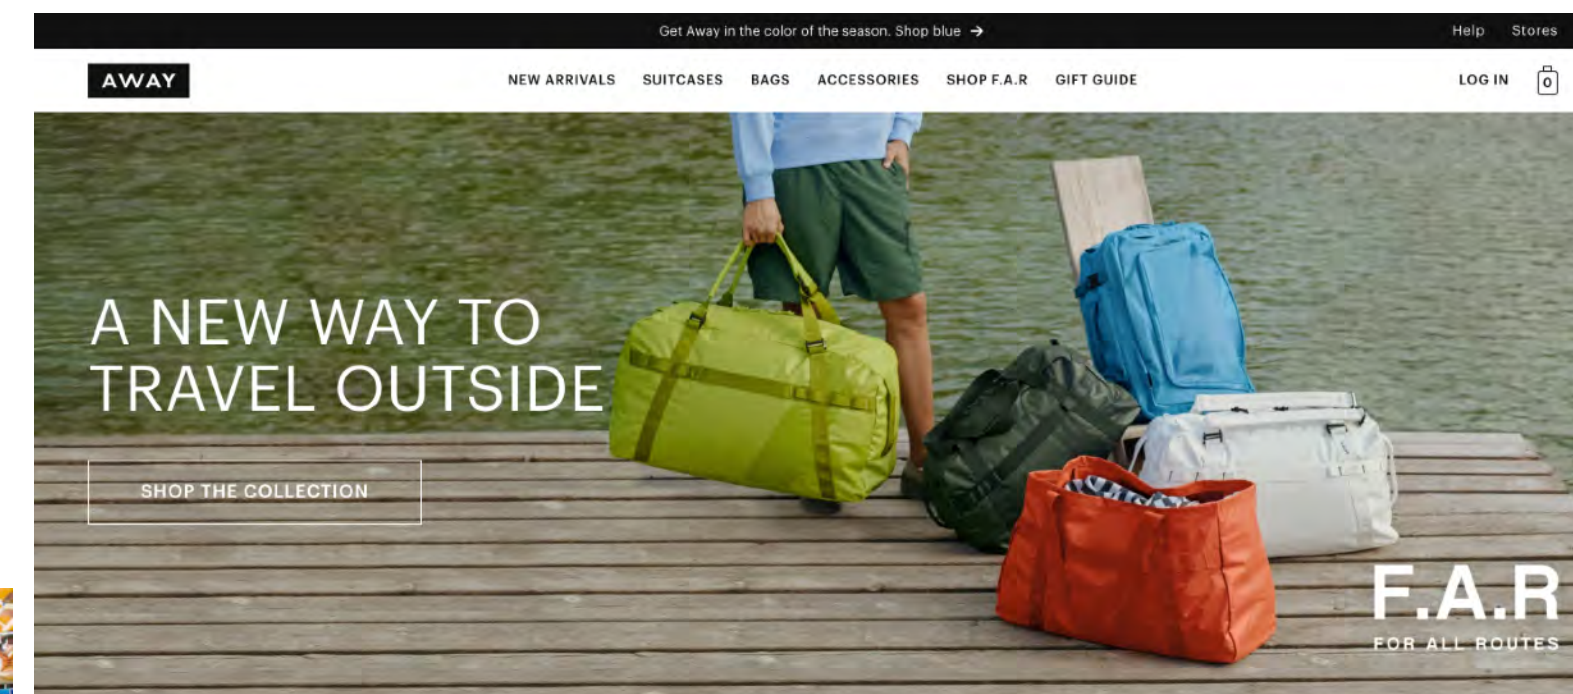 Get Away in the color of the season. Shop blue →
Help Stores
AWAY
NEW ARRIVALS SUITCASES BAGS ACCESSORIES SHOP F.A.R GIFT GUIDE
LOG IN 0
A NEW WAY TO
TRAVEL OUTSIDE
SHOP THE COLLECTION
F.A.R
FOR ALL ROUTES